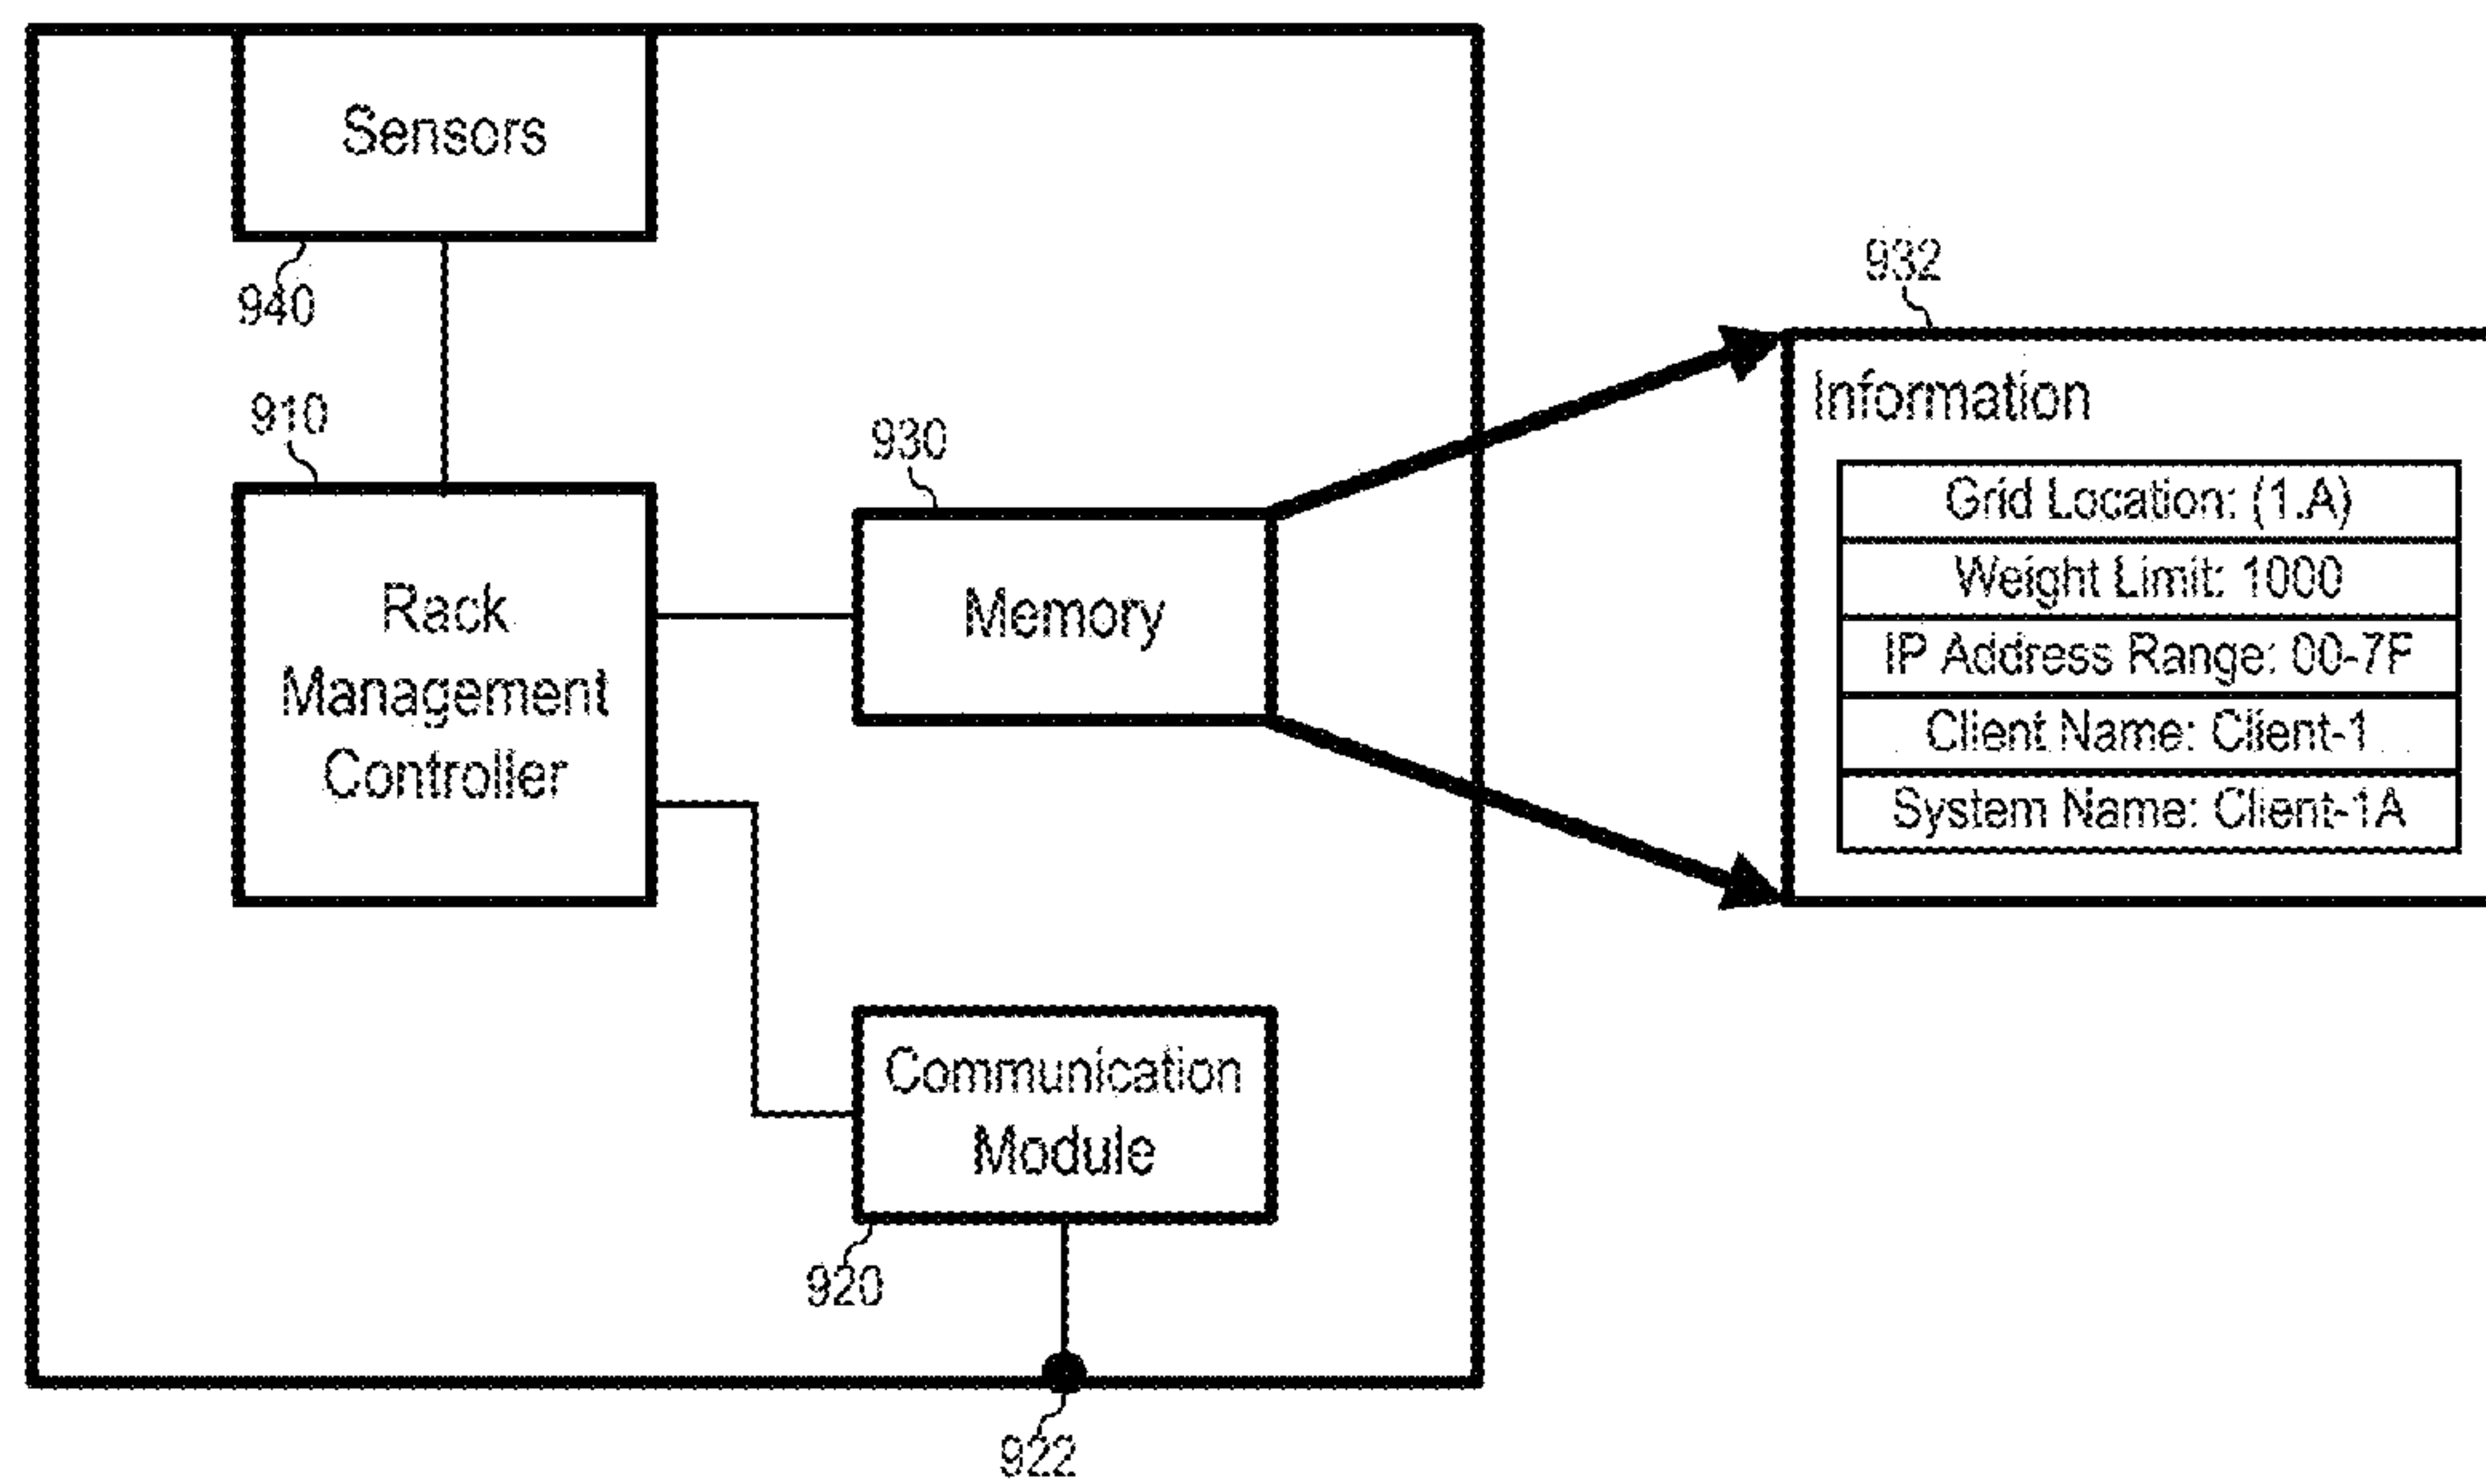 Sensors
940
932
Information
910
930
Grid Location: (1.A)
Weight Limit: 1000
Rack
Management
Controller
Memory
IP Address Range: 00-7F
Client Name: Client-1
System Name: Client-1A
Communication
Module
920
922